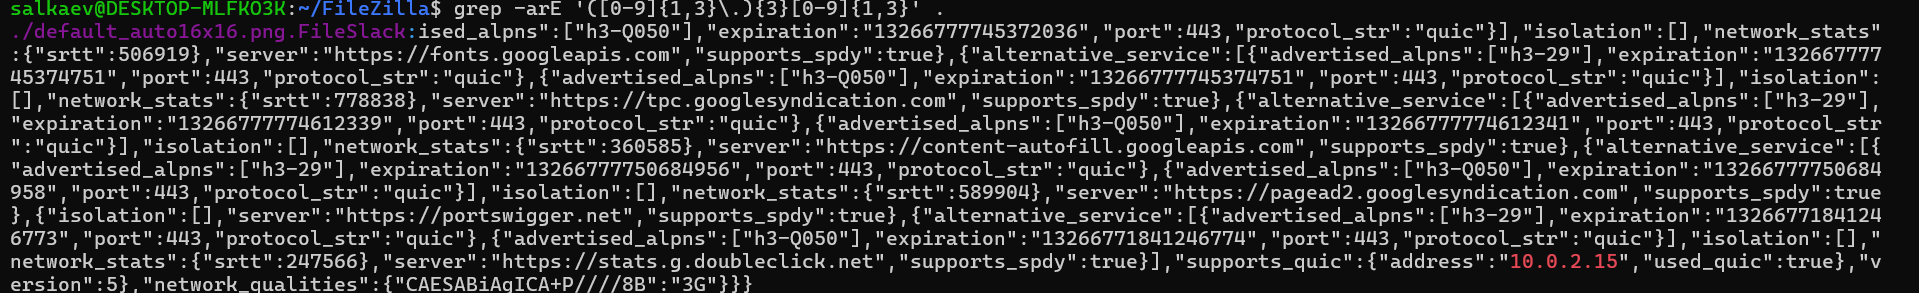 salkaev@DESKTOP-MLFKO3K:~/FileZilla$ grep -arE '([0-9]{1,3}\.){3}[0-9]{1,3}' .
./default_auto16x16.png.FileSlack:ised_alpns":["h3-Q050"],"expiration":"13266777745372036","port":443,"protocol_str":"quic"}],"isolation":[],"network_stats"
:{"srtt":506919},"server":"https://fonts.googleapis.com","supports_spdy":true},{"alternative_service":[{"advertised_alpns":["h3-29"],"expiration":"132667777
45374751","port":443,"protocol_str":"quic"},{"advertised_alpns":["h3-Q050"],"expiration":"13266777745374751","port":443,"protocol_str":"quic"}],"isolation":
[],"network_stats":{"srtt":778838},"server":"https://tpc.googlesyndication.com","supports_spdy":true},{"alternative_service":[{"advertised_alpns":["h3-29"],
"expiration":"13266777774612339","port":443,"protocol_str":"quic"},{"advertised_alpns":["h3-Q050"],"expiration":"13266777774612341","port":443,"protocol_str
":"quic"}],"isolation":[],"network_stats":{"srtt":360585},"server":"https://content-autofill.googleapis.com","supports_spdy":true},{"alternative_service":[{
"advertised_alpns":["h3-29"],"expiration":"13266777750684956","port":443,"protocol_str":"quic"},{"advertised_alpns":["h3-Q050"],"expiration":"13266777750684
958","port":443,"protocol_str":"quic"}],"isolation":[],"network_stats":{"srtt":589904},"server":"https://pagead2.googlesyndication.com","supports_spdy":true
},{"isolation":[],"server":"https://portswigger.net","supports_spdy":true},{"alternative_service":[{"advertised_alpns":["h3-29"],"expiration":"1326677184124
6773","port":443,"protocol_str":"quic"},{"advertised_alpns":["h3-Q050"],"expiration":"13266771841246774","port":443,"protocol_str":"quic"}],"isolation":[],"
network_stats":{"srtt":247566},"server":"https://stats.g.doubleclick.net","supports_spdy":true}],"supports_quic":{"address":"10.0.2.15","used_quic":true},"v
ersion":5},"network_qualities":{"CAESABiAgICA+P////8B":"3G"}}}